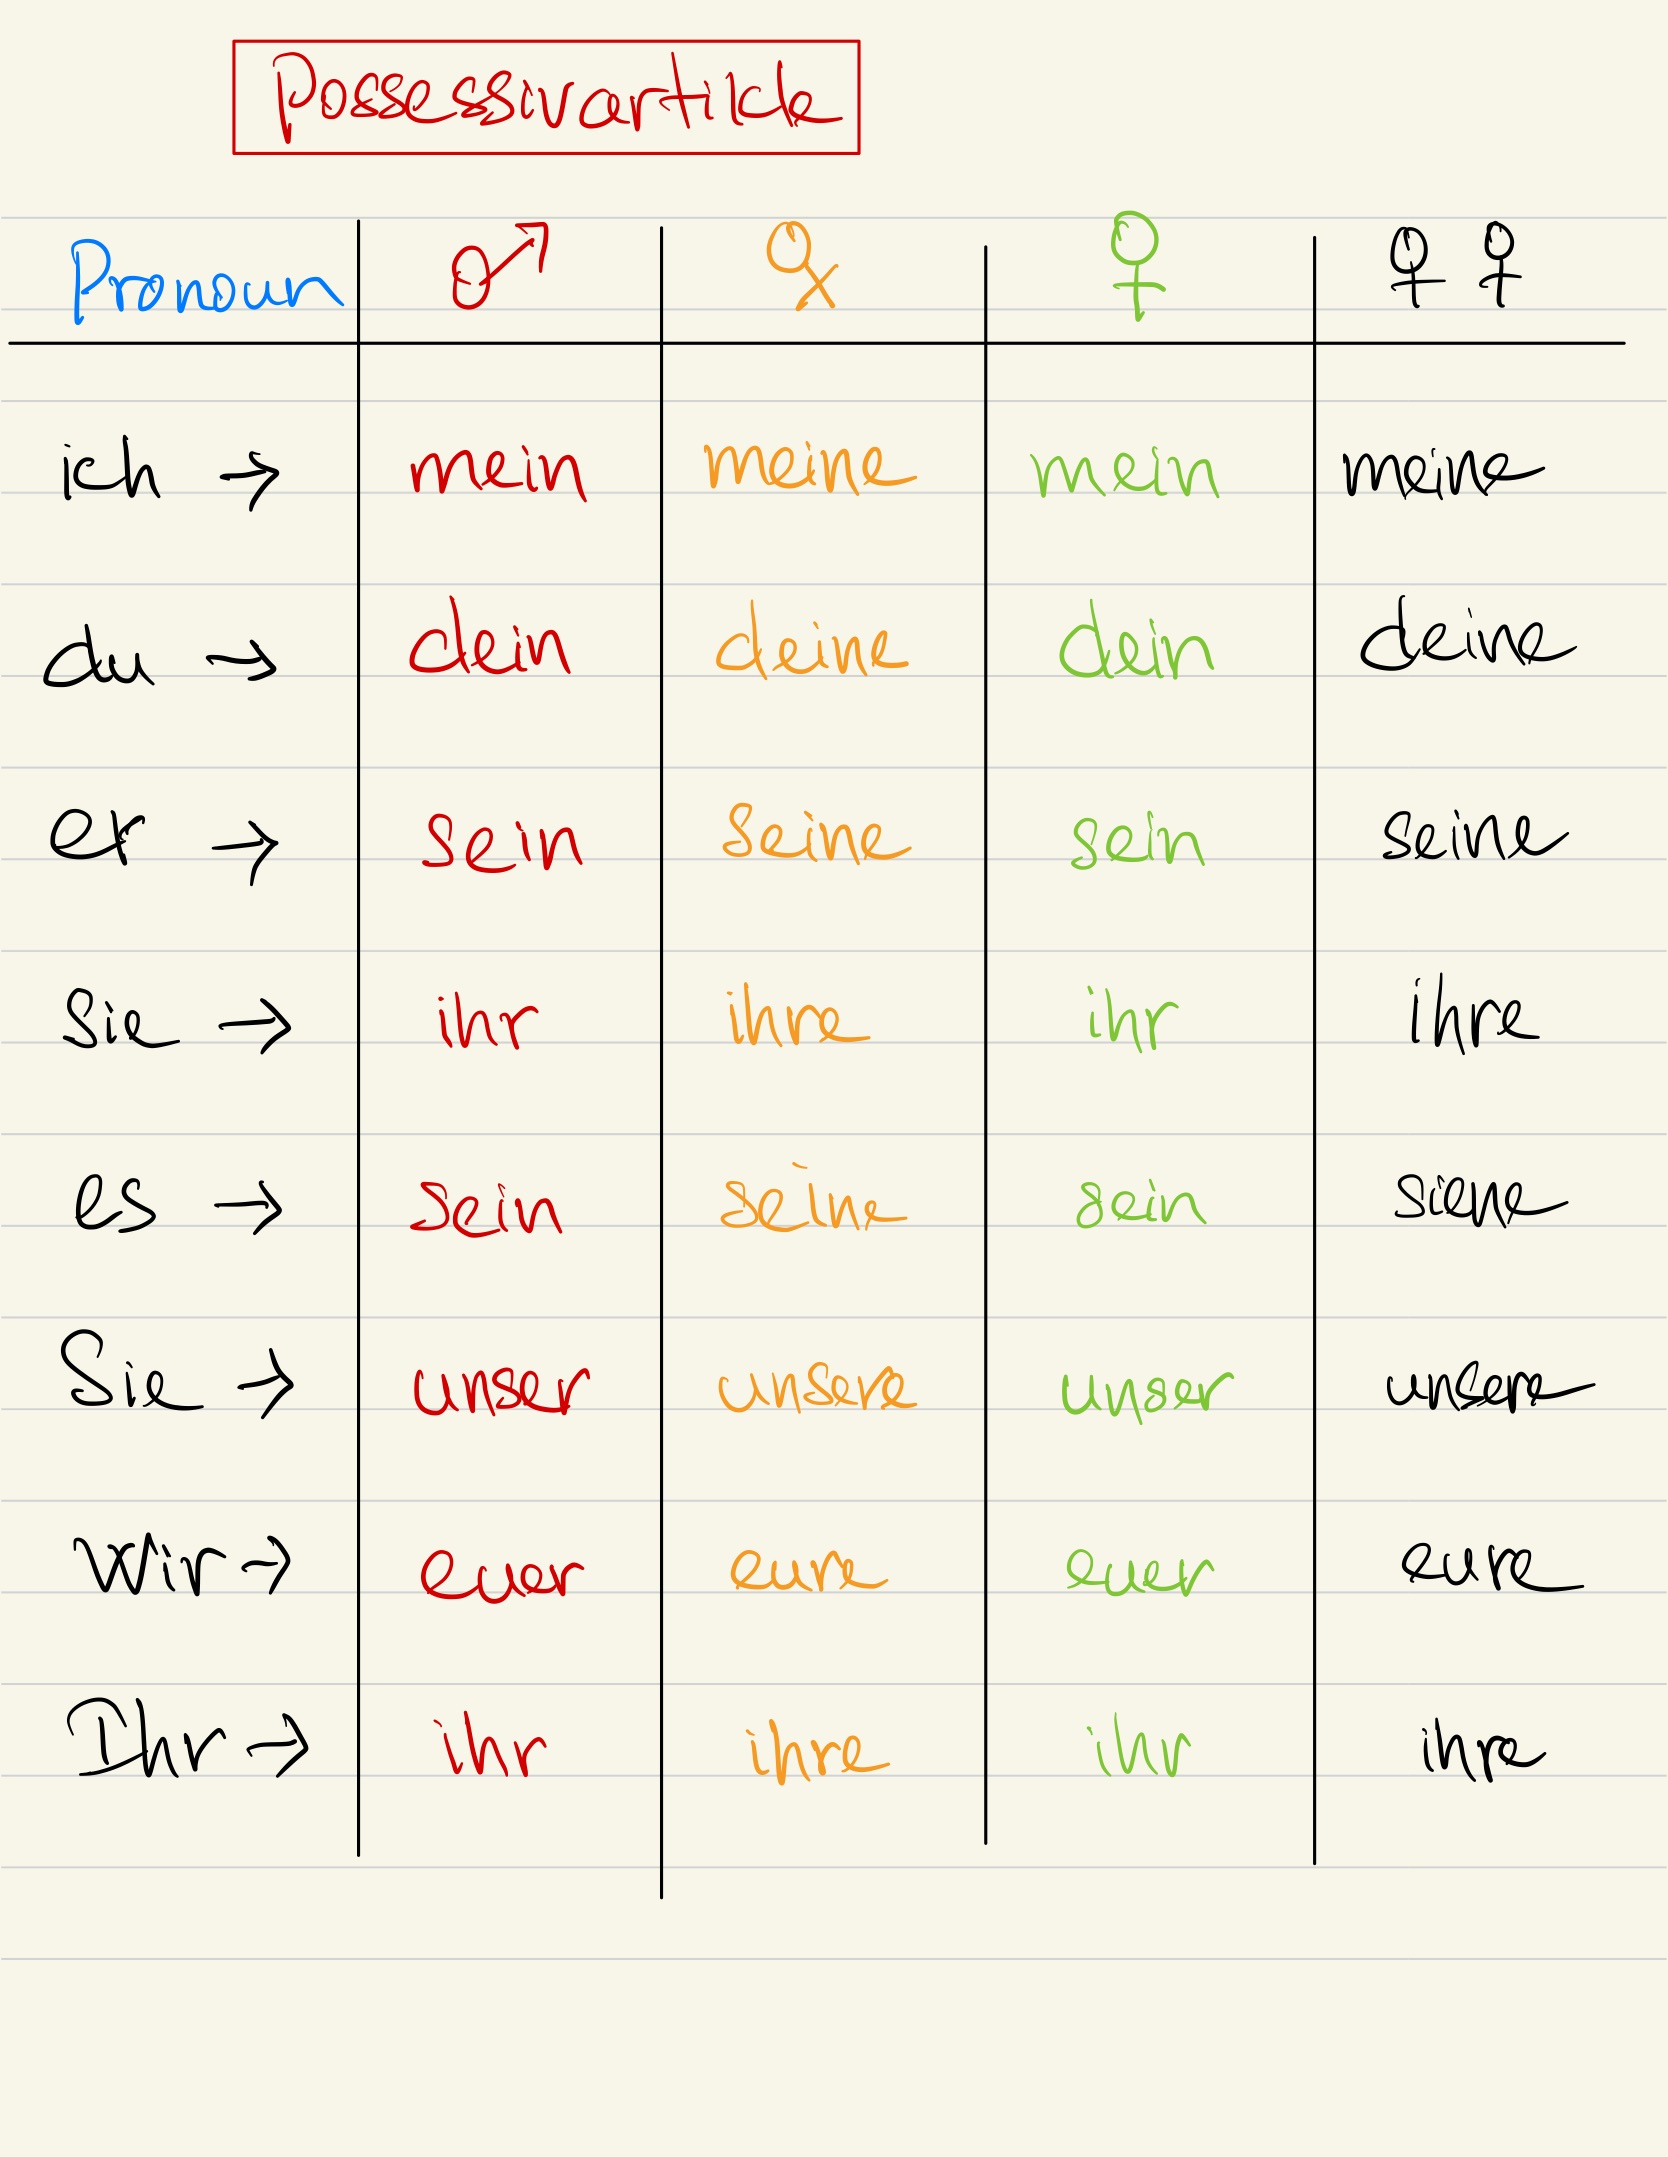 Possessivartikle
Pronoun ♂ ♀ ♀ ♀ ♀
ich → mein meine mein meine
du → dein deine dein deine
er → sein seine sein seine
Sie → ihr ihre ihr ihre
es → sein seine sein siene
Sie → unser unsere unser unsere
Wir → euer eure euer eure
Ihr → ihr ihre ihr ihre